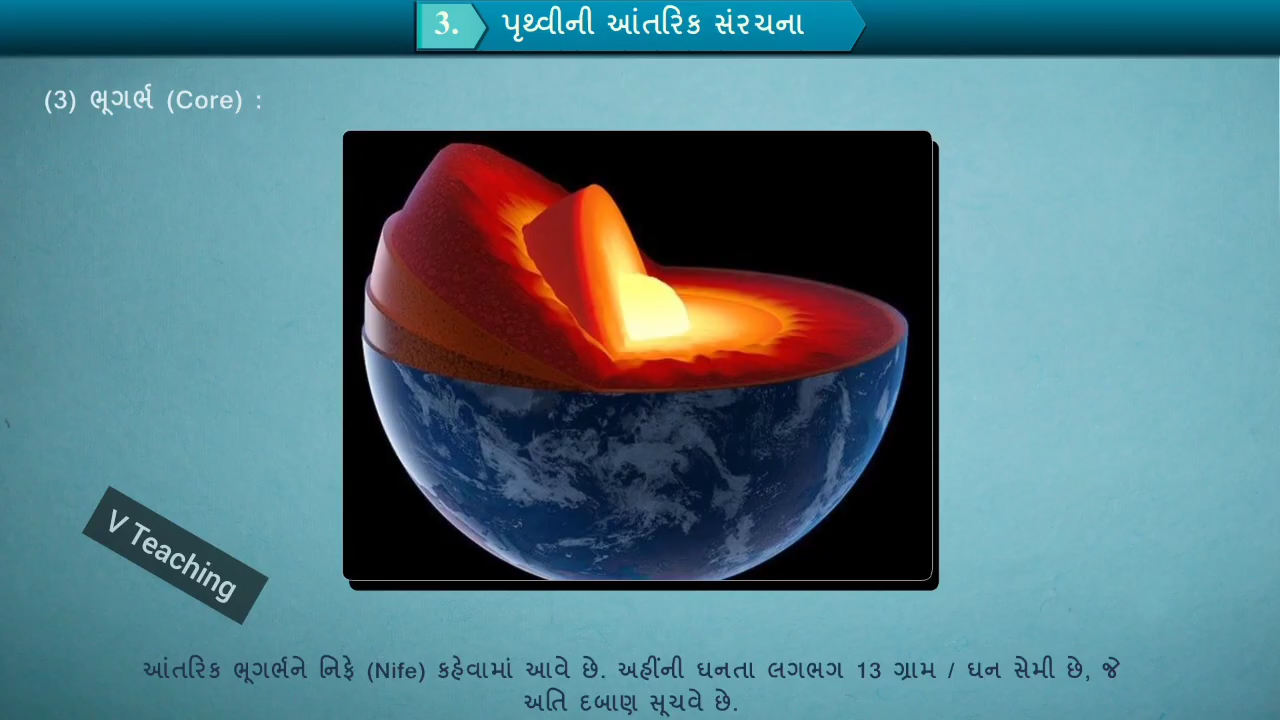 3. પૃથ્વીની આંતરિક સંરચના
(3) ભૂગર્ભ (Core) :
V Teaching
આંતરિક ભૂગર્ભને નિફે (Nife) કહેવામાં આવે છે. અહીંની ઘનતા લગભગ 13 ગ્રામ / ઘન સેમી છે, જે
અતિ દબાણ સૂચવે છે.